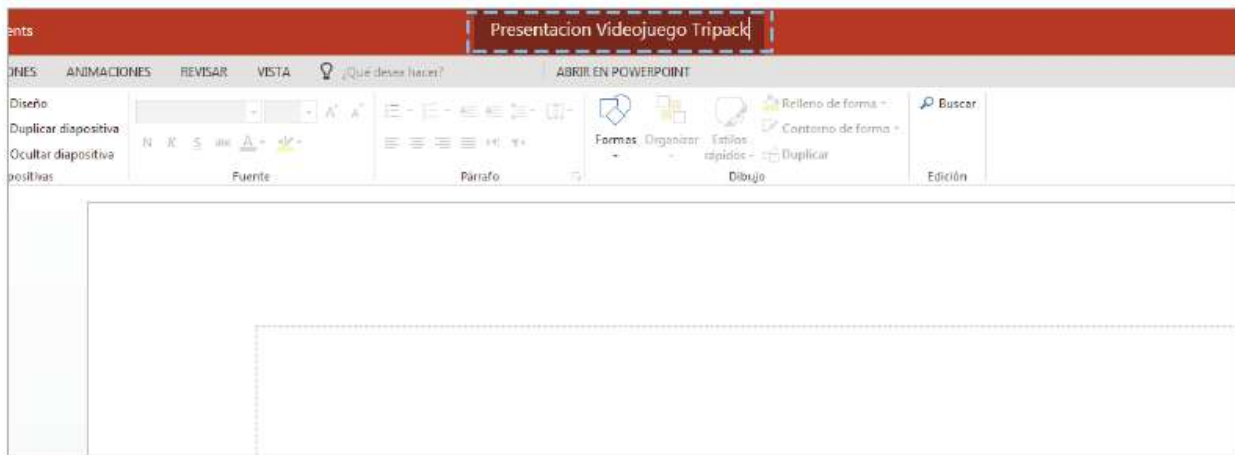 ents
Presentacion Videojuego Tripack
ONES ANIMACIONES REVISAR VISTA ¿Qué desea hacer? ABRIR EN POWERPOINT
Diseño
Duplicar diapositiva
Ocultar diapositiva
positivas
N K S abc A
Fuente
Párrafo
Formas Organizar Estilos rápidos
Relleno de forma
Contorno de forma
Duplicar
Dibujo
Buscar
Edición